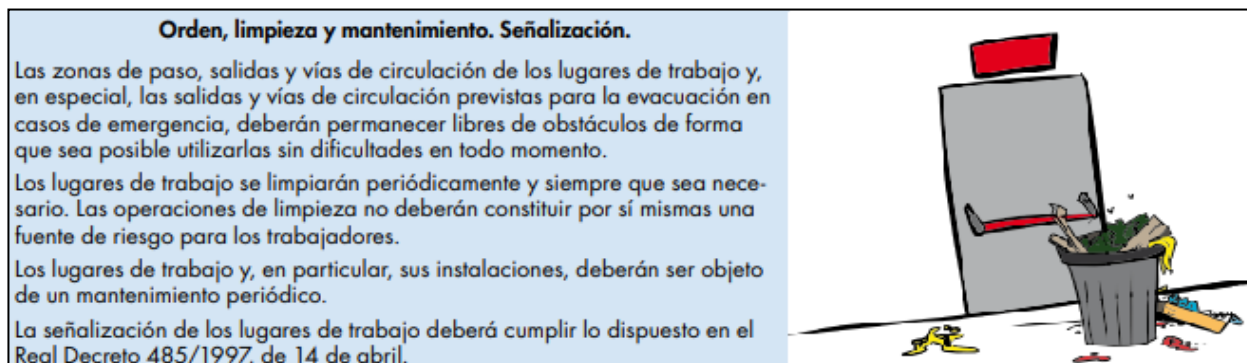 Orden, limpieza y mantenimiento. Señalización.
Las zonas de paso, salidas y vías de circulación de los lugares de trabajo y,
en especial, las salidas y vías de circulación previstas para la evacuación en
casos de emergencia, deberán permanecer libres de obstáculos de forma
que sea posible utilizarlas sin dificultades en todo momento.
Los lugares de trabajo se limpiarán periódicamente y siempre que sea nece-
sario. Las operaciones de limpieza no deberán constituir por sí mismas una
fuente de riesgo para los trabajadores.
Los lugares de trabajo y, en particular, sus instalaciones, deberán ser objeto
de un mantenimiento periódico.
La señalización de los lugares de trabajo deberá cumplir lo dispuesto en el
Real Decreto 485/1997, de 14 de abril.